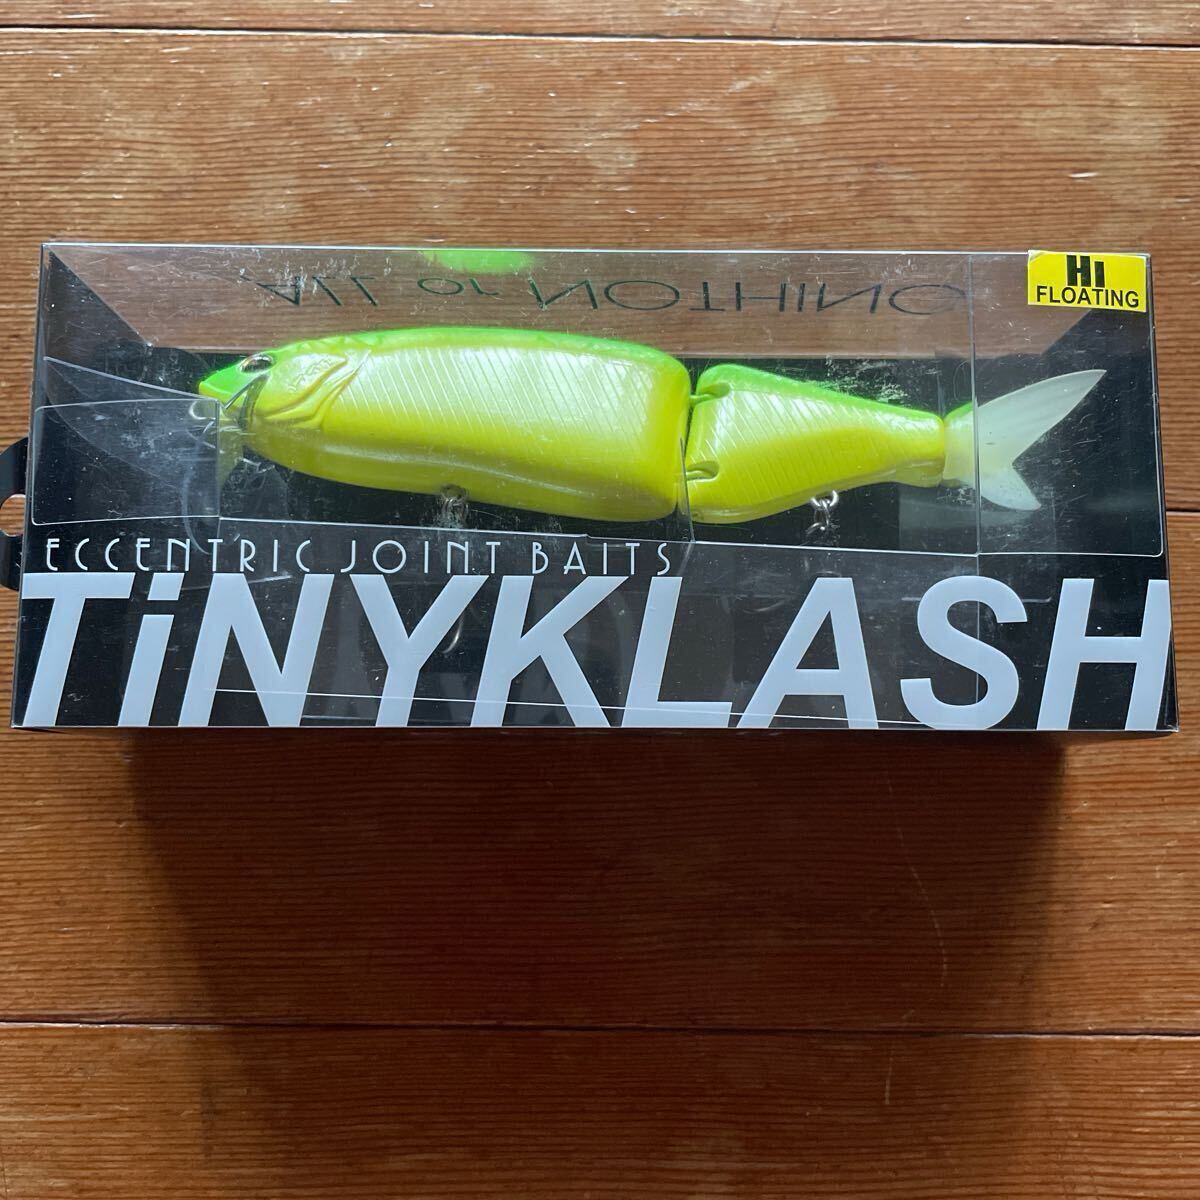 ALL or NOTHING
Hi
FLOATING
ECCENTRIC JOINT BAITS
TiNYKLASH